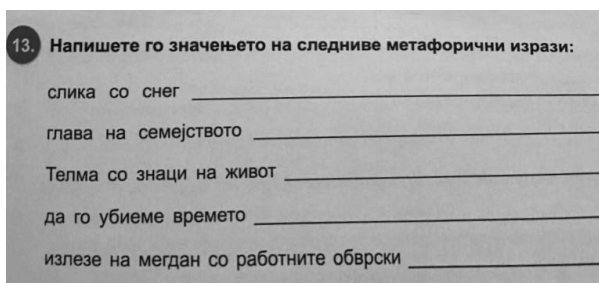 13. Напишете го значењето на следниве метафорични изрази:
слика со снег
глава на семејството
Телма со знаци на живот
да го убиеме времето
излезе на мегдан со работните обврски